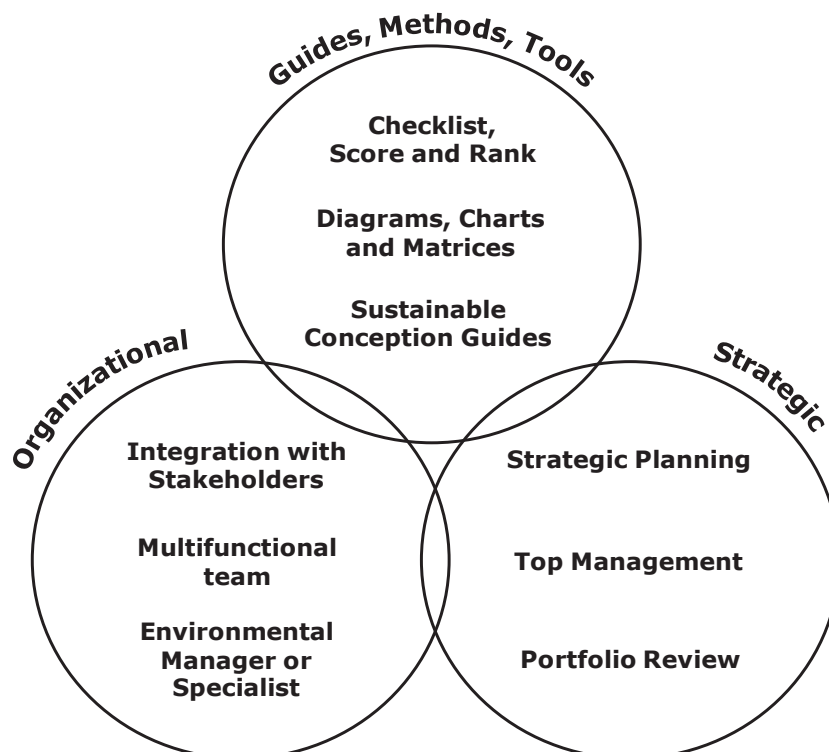 Guides, Methods, Tools
Checklist,
Score and Rank
Diagrams, Charts
and Matrices
Sustainable
Conception Guides
Organizational
Integration with
Stakeholders
Multifunctional
team
Environmental
Manager or
Specialist
Strategic
Strategic Planning
Top Management
Portfolio Review